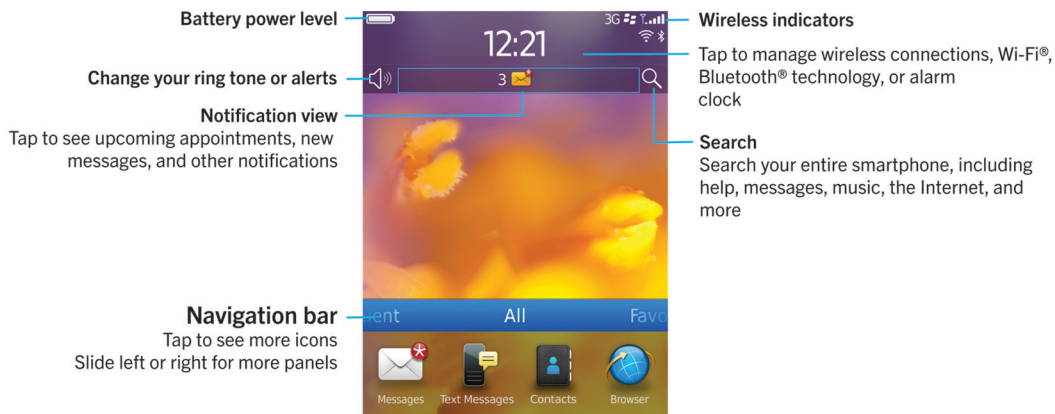 Battery power level
Change your ring tone or alerts
Notification view
Tap to see upcoming appointments, new
messages, and other notifications
Navigation bar
Tap to see more icons
Slide left or right for more panels
3G
12:21
3
uent All Favo
Messages Text Messages Contacts Browser
Wireless indicators
Tap to manage wireless connections, Wi-Fi®,
Bluetooth® technology, or alarm
clock
Search
Search your entire smartphone, including
help, messages, music, the Internet, and
more